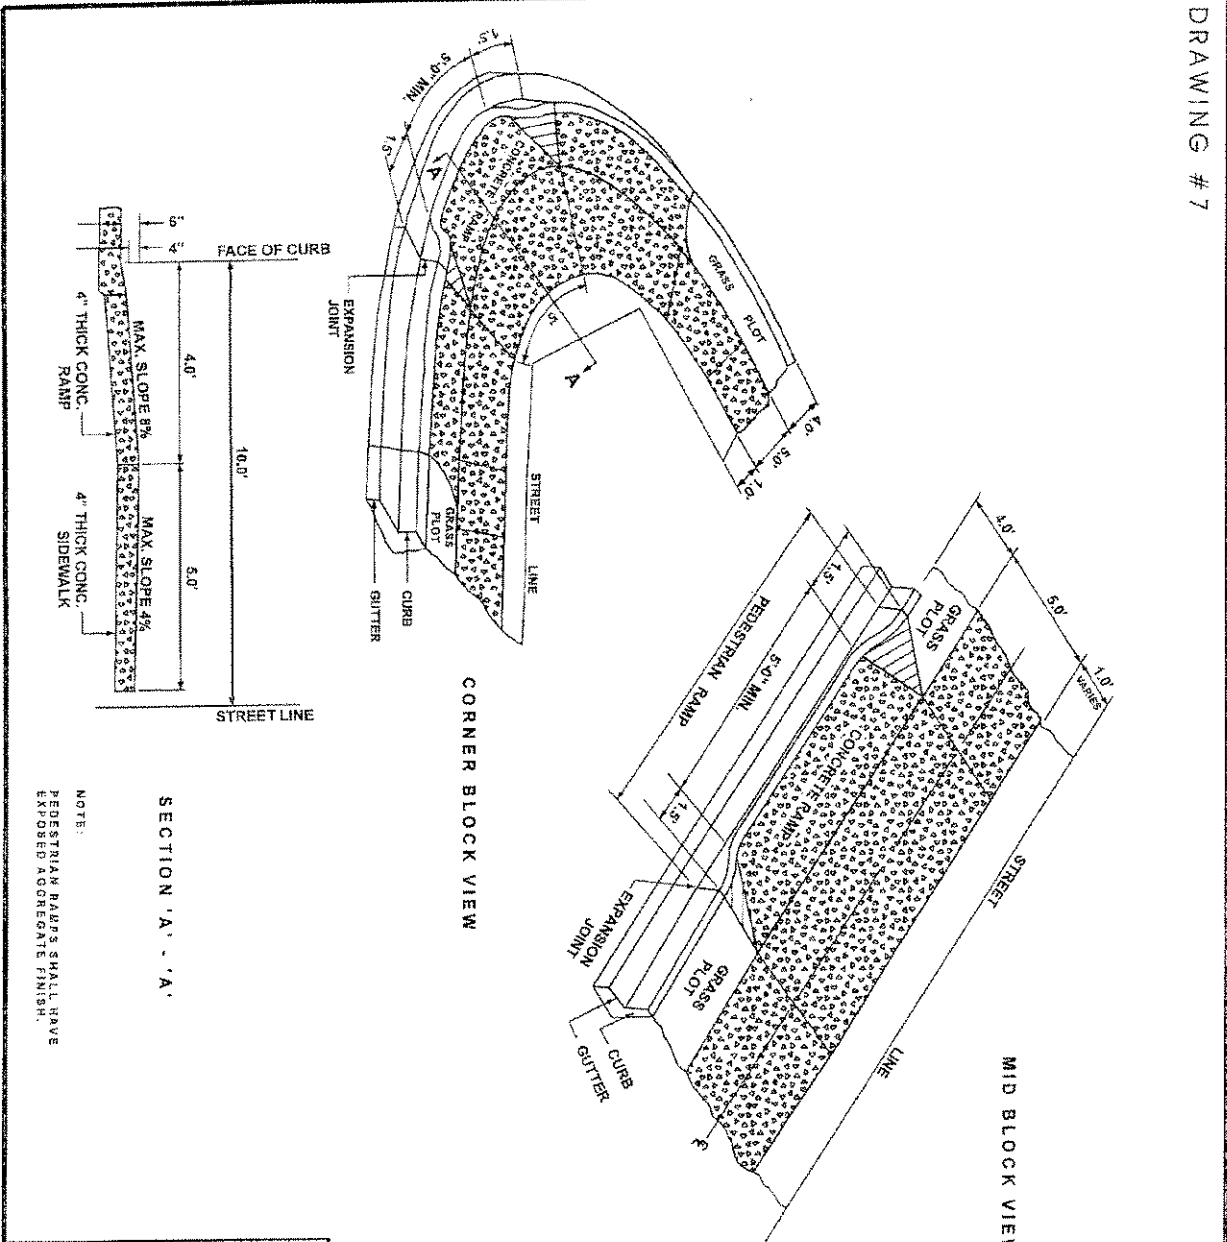 DRAWING #7
1.5'
5'-0" MIN.
1.5'
A
CONCRETE RAMP
GRASS
PLOT
5'
A
4.0'
5.0'
1.0'
EXPANSION
JOINT
STREET LINE
GRASS
PLOT
CURB
GUTTER
CORNER BLOCK VIEW
4.0'
5.0'
1.0'
VARIES
GRASS
PLOT
1.5'
5'-0" MIN.
1.5'
PEDESTRIAN RAMP
CONCRETE RAMP
EXPANSION
JOINT
GRASS
PLOT
CURB
GUTTER
STREET LINE
MID BLOCK VIEW
6"
4"
FACE OF CURB
4.0'
10.0'
5.0'
MAX. SLOPE 8%
MAX. SLOPE 4%
4" THICK CONC.
RAMP
4" THICK CONC.
SIDEWALK
STREET LINE
SECTION 'A' - 'A'
NOTE:
PEDESTRIAN RAMPS SHALL HAVE
EXPOSED AGGREGATE FINISH.